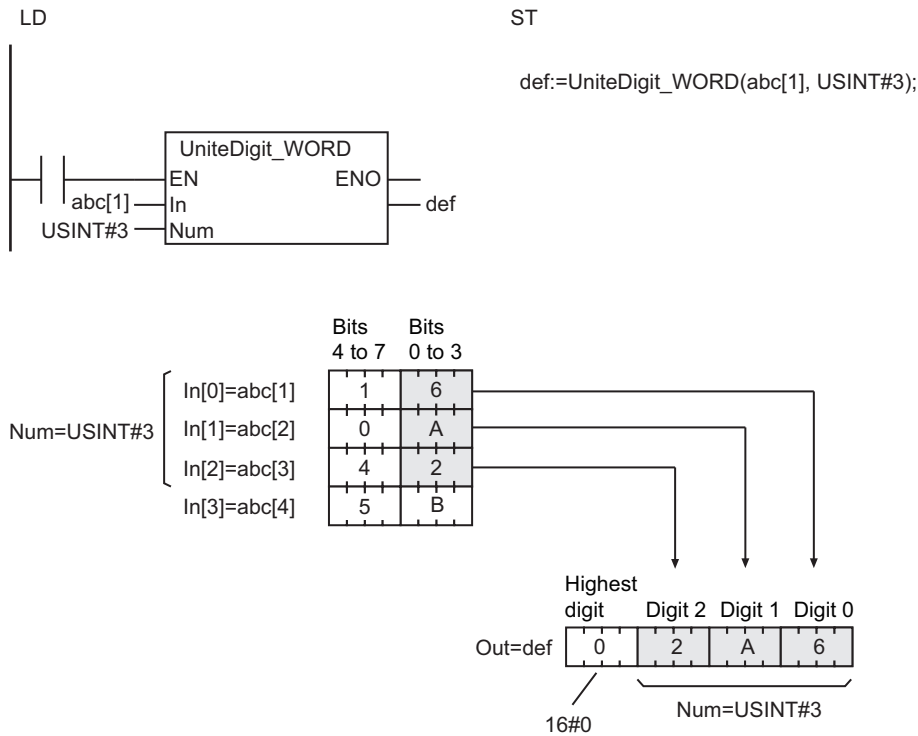 LD
ST
def:=UniteDigit_WORD(abc[1], USINT#3);
UniteDigit_WORD
EN ENO
abc[1] In def
USINT#3 Num
Bits Bits
4 to 7 0 to 3
In[0]=abc[1] 1 6
Num=USINT#3 In[1]=abc[2] 0 A
In[2]=abc[3] 4 2
In[3]=abc[4] 5 B
Highest
digit Digit 2 Digit 1 Digit 0
Out=def 0 2 A 6
16#0 Num=USINT#3